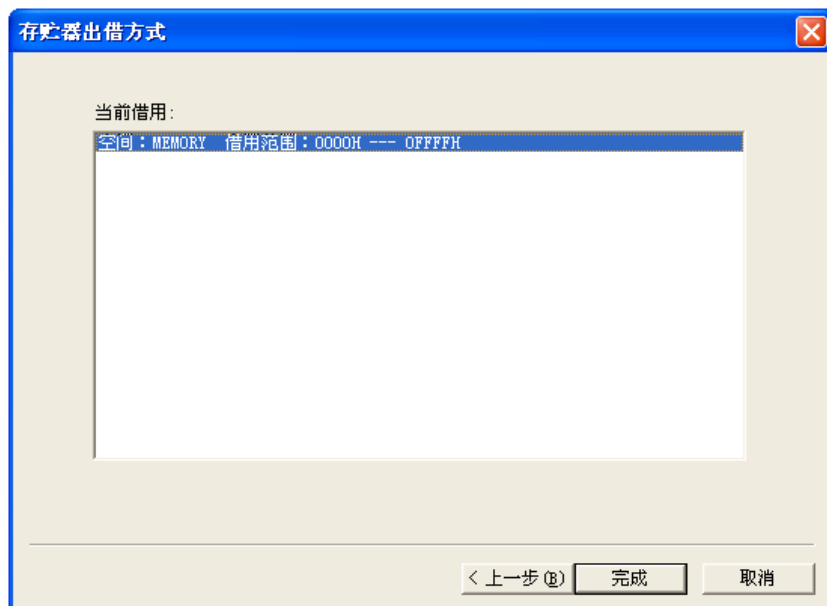 存贮器出借方式
当前借用:
空间：MEMORY 借用范围：0000H --- 0FFFFH
< 上一步(B) 完成 取消